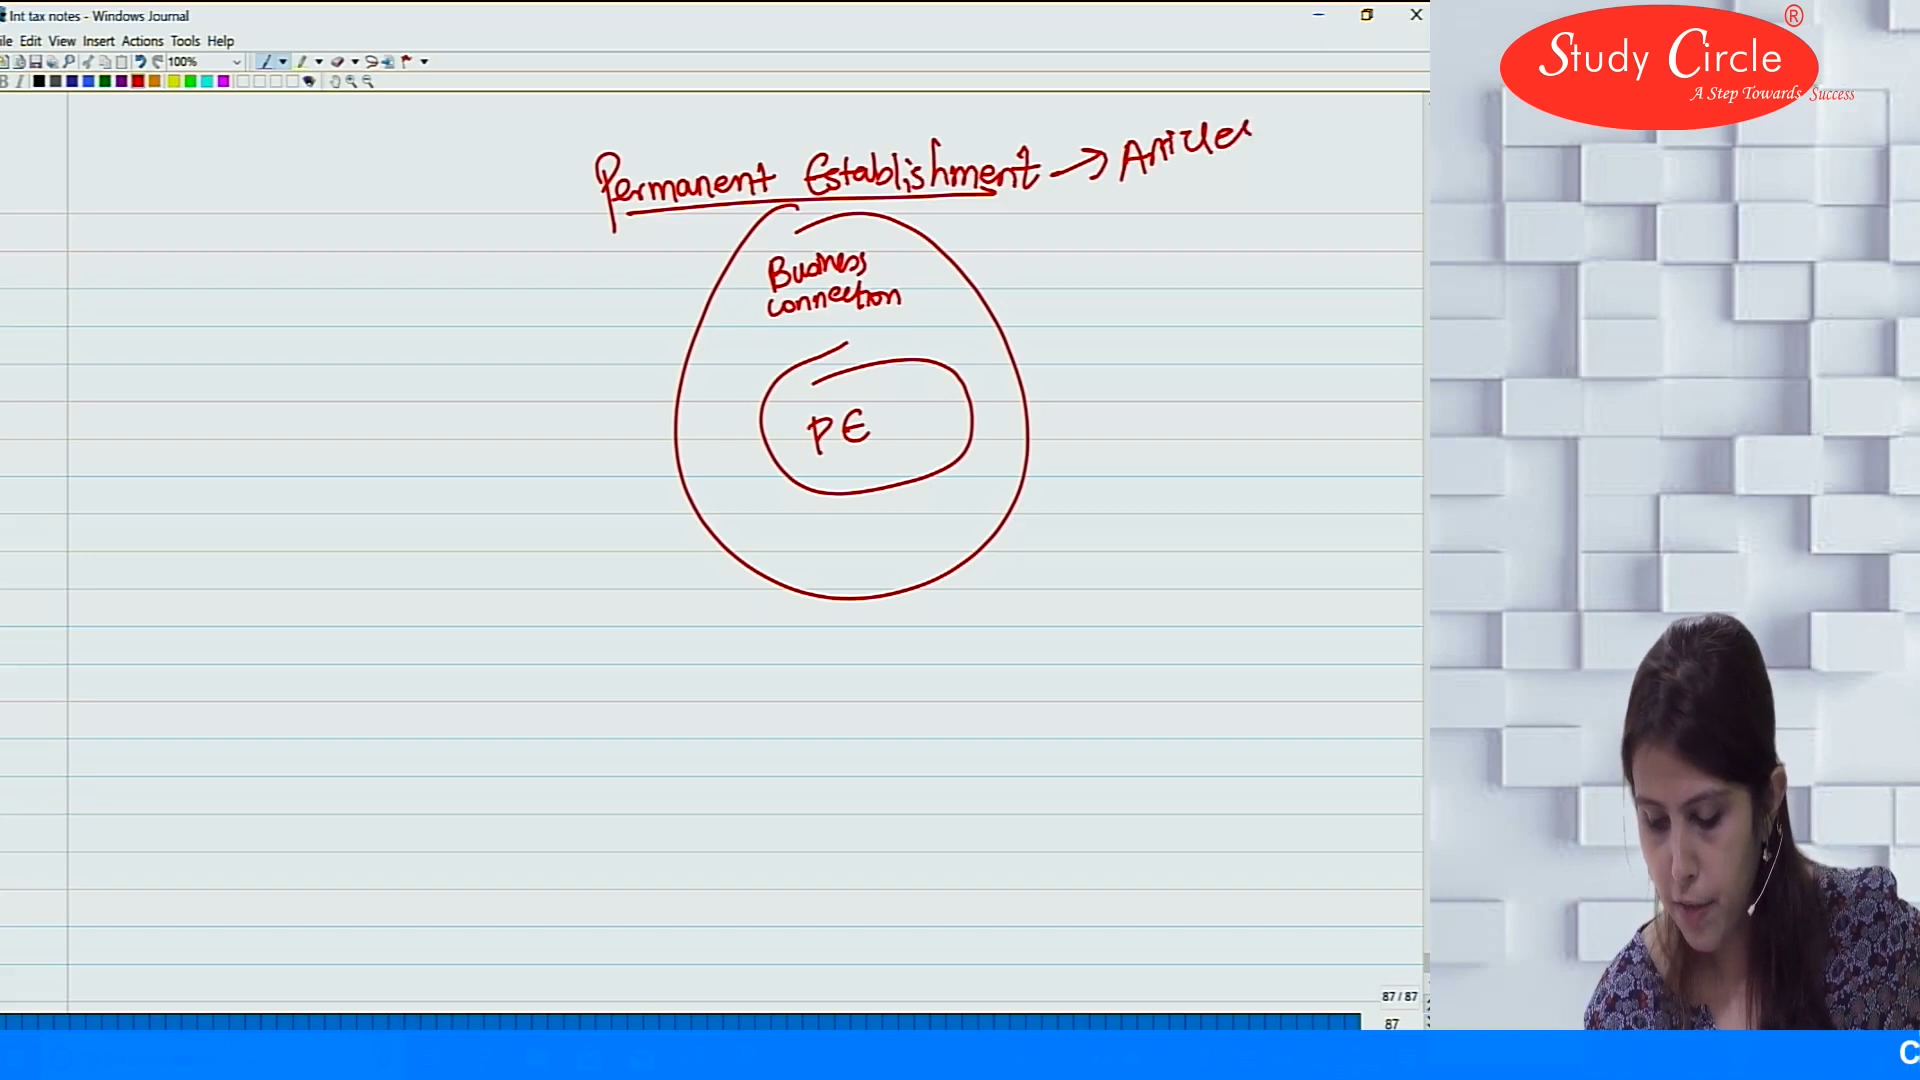 Int tax notes - Windows Journal
ile Edit View Insert Actions Tools Help
100%
B I
Permanent Establishment → Article
Business
connection
PE
87 / 87
87
Study Circle ®
A Step Towards Success
C